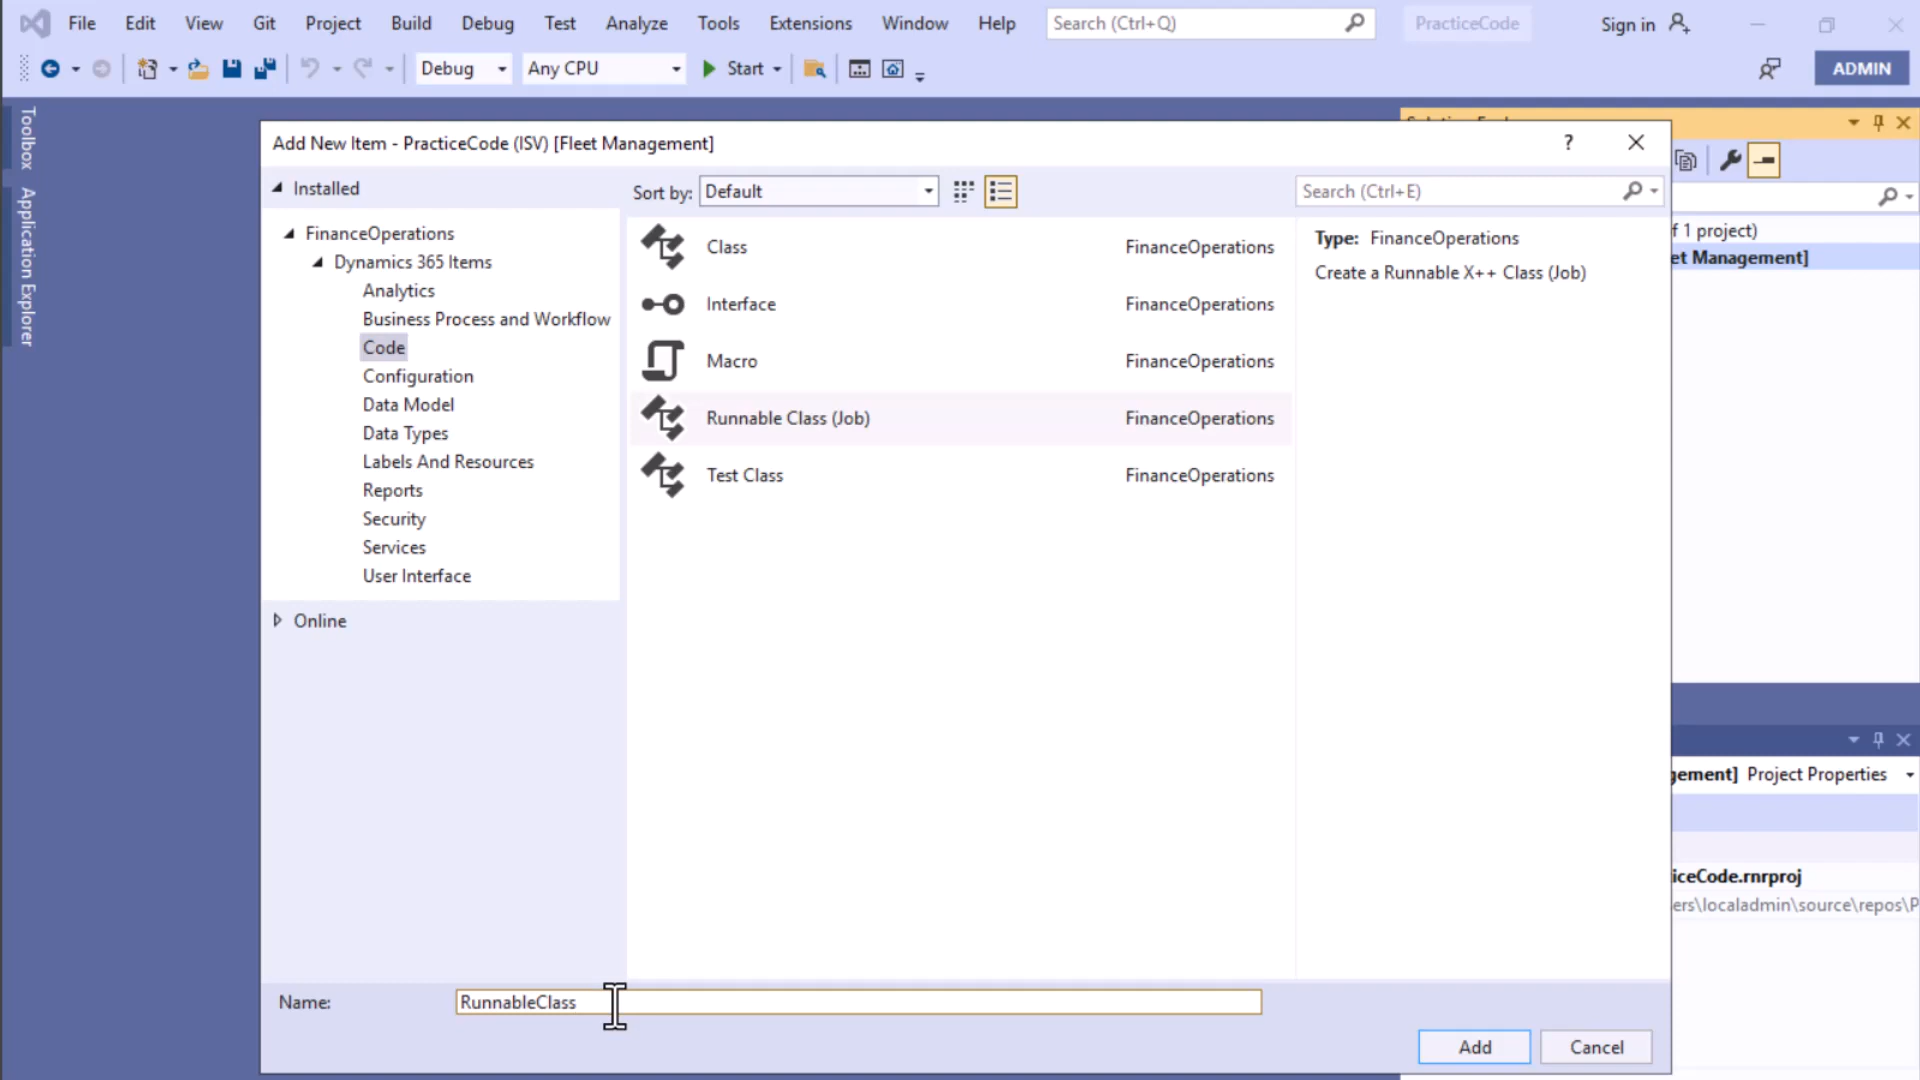 File Edit View Git Project Build Debug Test Analyze Tools Extensions Window Help Search (Ctrl+Q) PracticeCode Sign in
Debug Any CPU Start ADMIN
Toolbox
Application Explorer
Add New Item - PracticeCode (ISV) [Fleet Management] ?
Installed
Sort by: Default
Search (Ctrl+E)
FinanceOperations
Dynamics 365 Items
Analytics
Business Process and Workflow
Code
Configuration
Data Model
Data Types
Labels And Resources
Reports
Security
Services
User Interface
Online
Class FinanceOperations
Interface FinanceOperations
Macro FinanceOperations
Runnable Class (Job) FinanceOperations
Test Class FinanceOperations
Type: FinanceOperations
Create a Runnable X++ Class (Job)
f 1 project)
et Management]
gement] Project Properties
iceCode.rnrproj
ers\localadmin\source\repos\P
Name: RunnableClass
Add Cancel